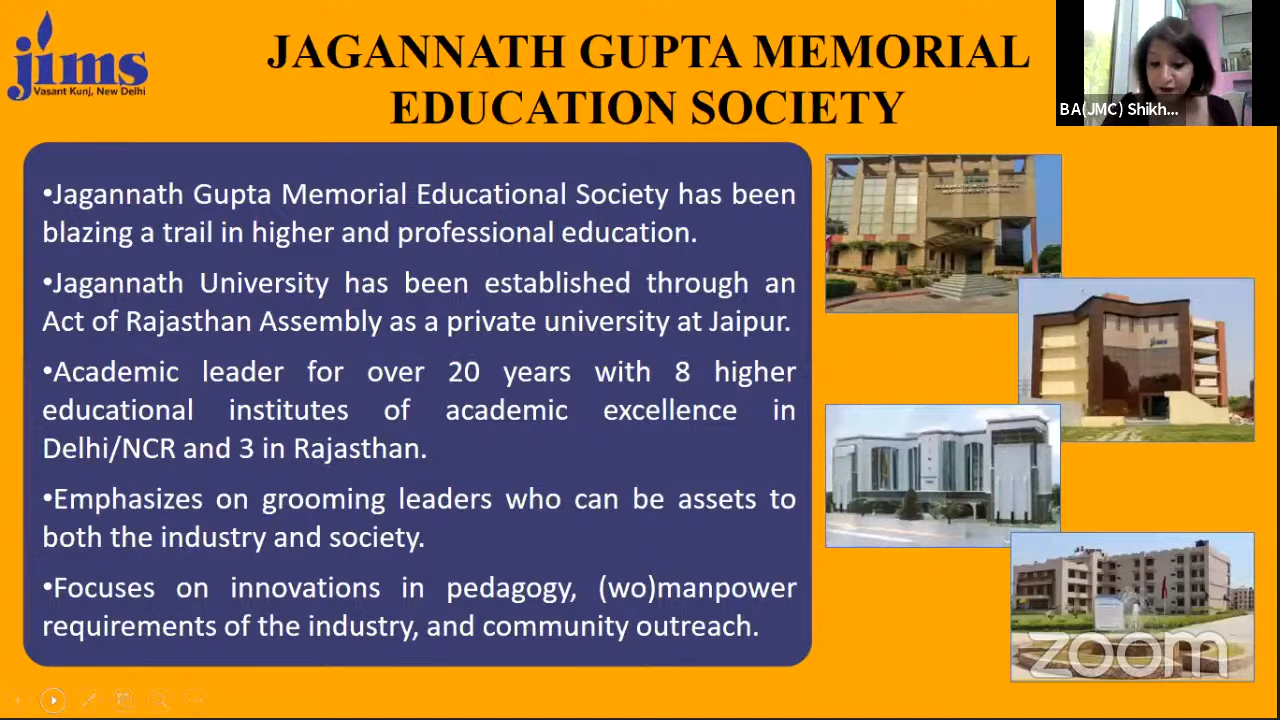 jims
Vasant Kunj, New Delhi
JAGANNATH GUPTA MEMORIAL
EDUCATION SOCIETY
BA(JMC) Shikh...
•Jagannath Gupta Memorial Educational Society has been
blazing a trail in higher and professional education.
•Jagannath University has been established through an
Act of Rajasthan Assembly as a private university at Jaipur.
•Academic leader for over 20 years with 8 higher
educational institutes of academic excellence in
Delhi/NCR and 3 in Rajasthan.
•Emphasizes on grooming leaders who can be assets to
both the industry and society.
•Focuses on innovations in pedagogy, (wo)manpower
requirements of the industry, and community outreach.
jims
zoom